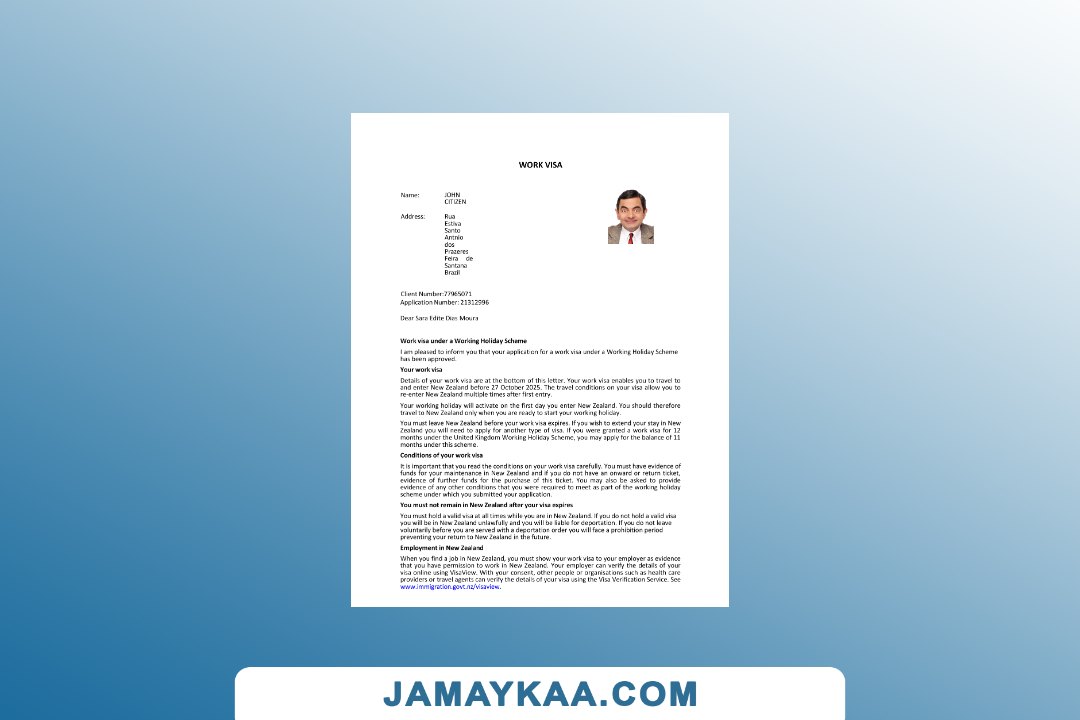 WORK VISA
Name: JOHN
CITIZEN
Address: Rua
Estiva
Santo
Antnio
dos
Prazeres
Feira de
Santana
Brazil
Client Number:77965071
Application Number: 21312996
Dear Sara Edite Dias Moura
Work visa under a Working Holiday Scheme
I am pleased to inform you that your application for a work visa under a Working Holiday Scheme
has been approved.
Your work visa
Details of your work visa are at the bottom of this letter. Your work visa enables you to travel to
and enter New Zealand before 27 October 2025. The travel conditions on your visa allow you to
re-enter New Zealand multiple times after first entry.
Your working holiday will activate on the first day you enter New Zealand. You should therefore
travel to New Zealand only when you are ready to start your working holiday.
You must leave New Zealand before your work visa expires. If you wish to extend your stay in New
Zealand you will need to apply for another type of visa. If you were granted a work visa for 12
months under the United Kingdom Working Holiday Scheme, you may apply for the balance of 11
months under this scheme.
Conditions of your work visa
It is important that you read the conditions on your work visa carefully. You must have evidence of
funds for your maintenance in New Zealand and if you do not have an onward or return ticket,
evidence of further funds for the purchase of this ticket. You may also be asked to provide
evidence of any other conditions that you were required to meet as part of the working holiday
scheme under which you submitted your application.
You must not remain in New Zealand after your visa expires
You must hold a valid visa at all times while you are in New Zealand. If you do not hold a valid visa
you will be in New Zealand unlawfully and you will be liable for deportation. If you do not leave
voluntarily before you are served with a deportation order you will face a prohibition period
preventing your return to New Zealand in the future.
Employment in New Zealand
When you find a job in New Zealand, you must show your work visa to your employer as evidence
that you have permission to work in New Zealand. Your employer can verify the details of your
visa online using VisaView. With your consent, other people or organisations such as health care
providers or travel agents can verify the details of your visa using the Visa Verification Service. See
www.immigration.govt.nz/visaview.
JAMAYKAA.COM